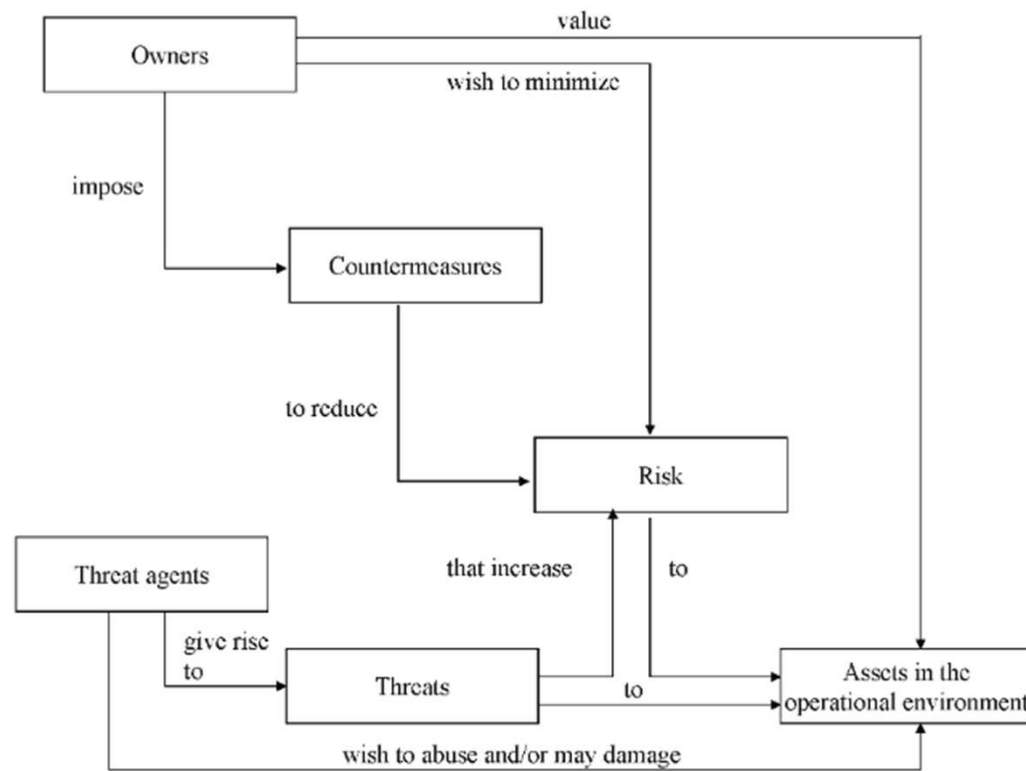 value
Owners
wish to minimize
impose
Countermeasures
to reduce
Risk
that increase
to
Threat agents
give rise
to
Threats
to
Assets in the
operational environment
wish to abuse and/or may damage